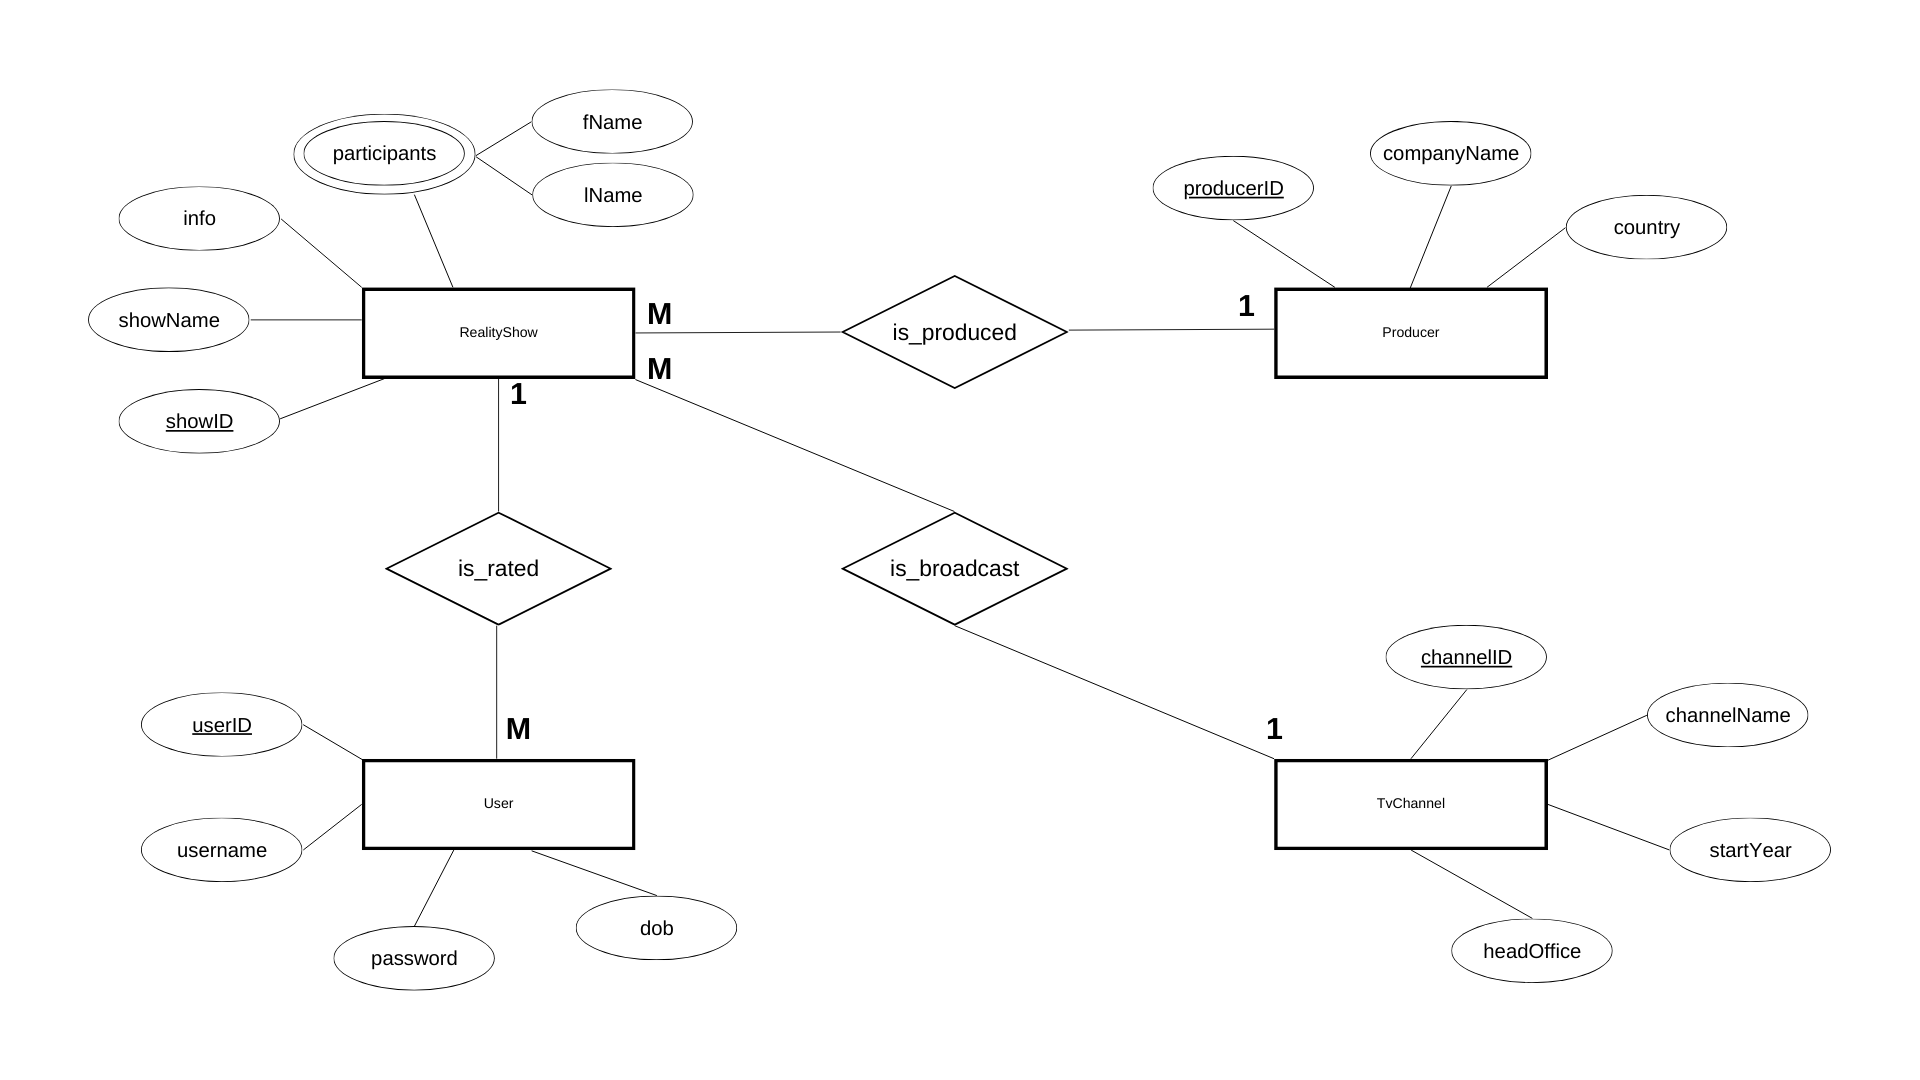 fName
participants
companyName
producerID
lName
info
country
M
1
showName
RealityShow
is_produced
Producer
M
1
showID
is_rated
is_broadcast
channelID
userID
M
1
channelName
User
TvChannel
username
startYear
dob
password
headOffice